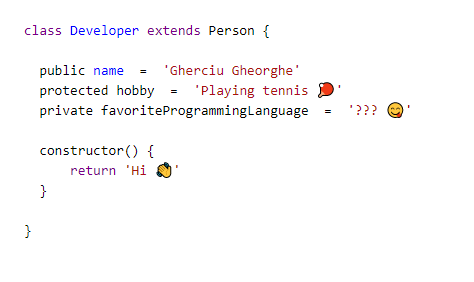 class Developer extends Person {
public name = 'Gherciu Gheorghe'
protected hobby = 'Playing tennis 🏓'
private favoriteProgrammingLanguage = '??? 😋'
constructor() {
return 'Hi 👏'
}
}